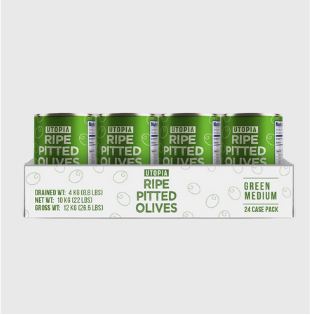 UTOPIA
RIPE
PITTED
OLIVES
UTOPIA
RIPE
PITTED
OLIVES
UTOPIA
RIPE
PITTED
OLIVES
UTOPIA
RIPE
PITTED
OLIVES
DRAINED WT: 4 KG (8.8 LBS)
NET WT: 10 KG (22 LBS)
GROSS WT: 12 KG (26.5 LBS)
UTOPIA
RIPE
PITTED
OLIVES
GREEN
MEDIUM
24 CASE PACK